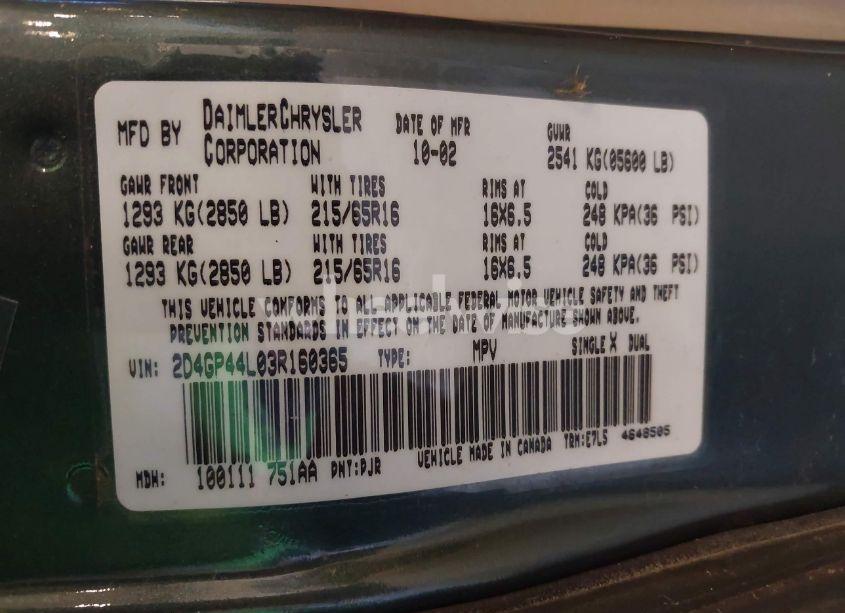 MFD BY DAIMLERCHRYSLER CORPORATION DATE OF MFR 10-02 GVWR 2541 KG(05600 LB)
GAWR FRONT WITH TIRES RIMS AT COLD
1293 KG(2850 LB) 215/65R16 16X6.5 248 KPA(36 PSI)
GAWR REAR WITH TIRES RIMS AT COLD
1293 KG(2850 LB) 215/65R16 16X6.5 248 KPA(36 PSI)
THIS VEHICLE CONFORMS TO ALL APPLICABLE FEDERAL MOTOR VEHICLE SAFETY AND THEFT
PREVENTION STANDARDS IN EFFECT ON THE DATE OF MANUFACTURE SHOWN ABOVE.
VIN: 2D4GP44L03R160365 TYPE: MPV SINGLE X DUAL
MDH: 100111 751AA PNT:PJR VEHICLE MADE IN CANADA TRM:E7L5 4648505